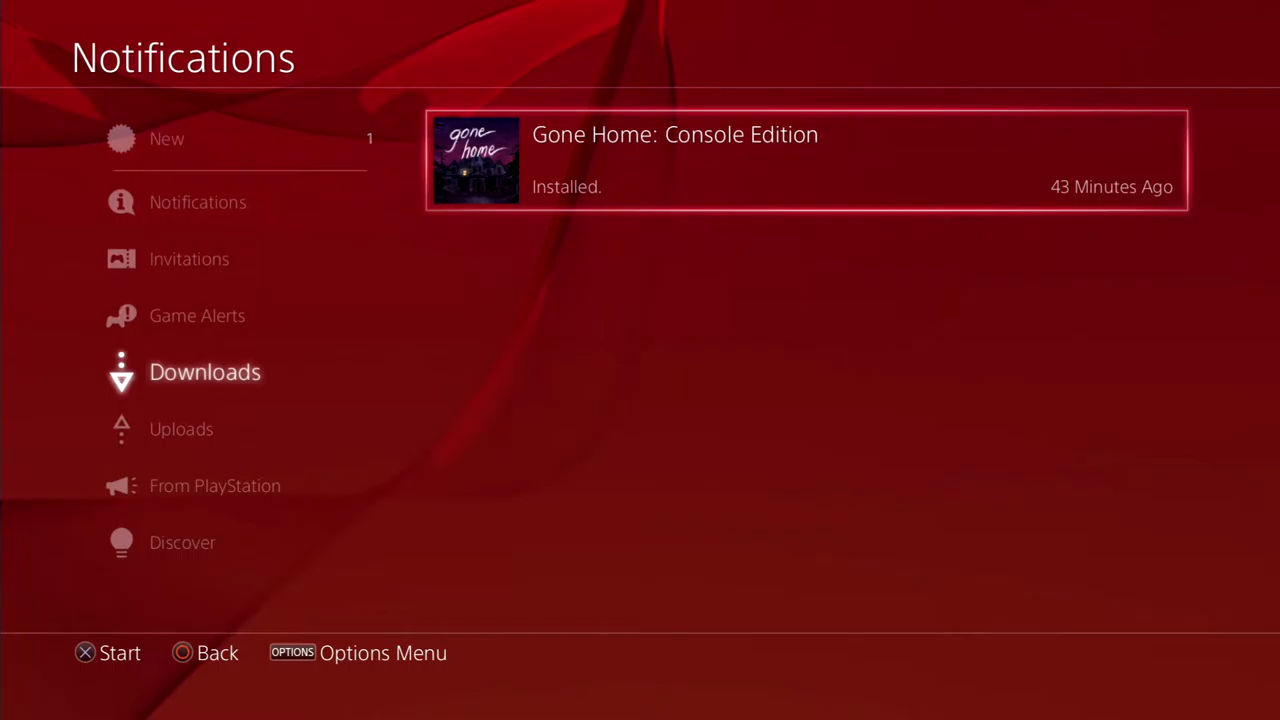 Notifications
New 1
Notifications
Invitations
Game Alerts
Downloads
Uploads
From PlayStation
Discover
gone
home
Gone Home: Console Edition
Installed. 43 Minutes Ago
Start Back OPTIONS Options Menu